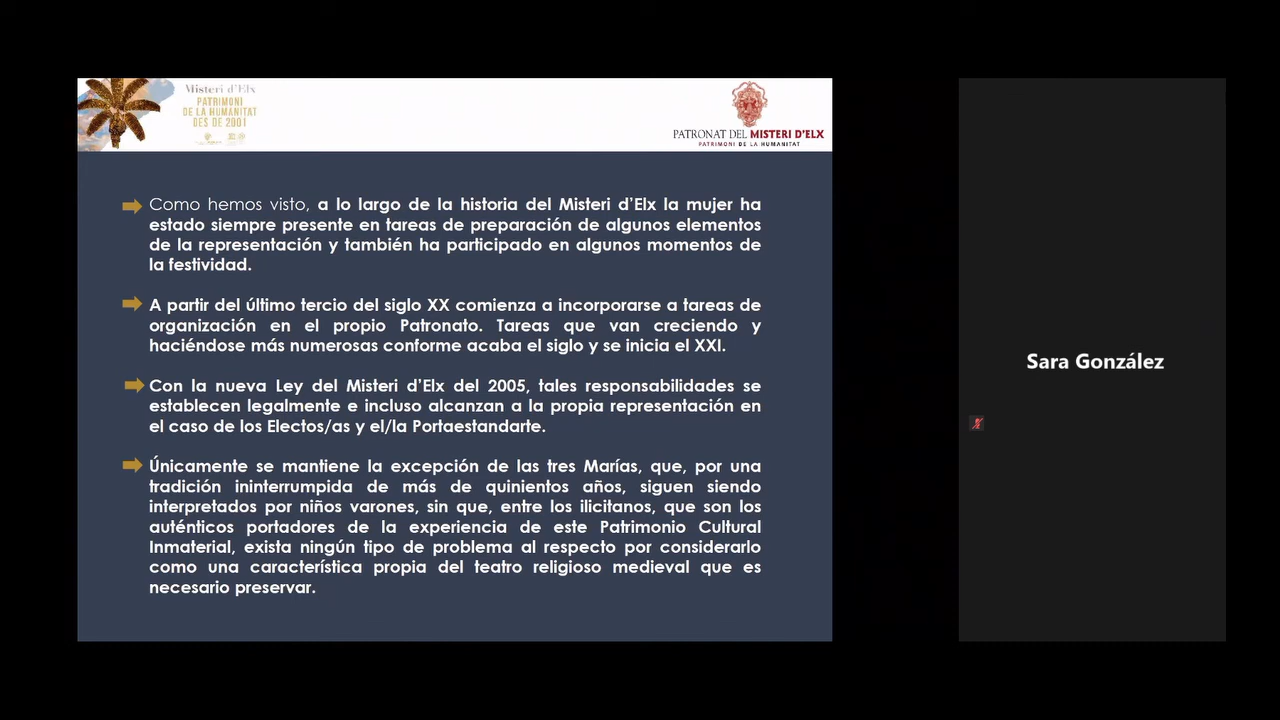 Misteri d'Elx
PATRIMONI
DE LA HUMANITAT
DES DE 2001
PATRONAT DEL MISTERI D'ELX
PATRIMONI DE LA HUMANITAT
Como hemos visto, a lo largo de la historia del Misteri d'Elx la mujer ha
estado siempre presente en tareas de preparación de algunos elementos
de la representación y también ha participado en algunos momentos de
la festividad.
A partir del último tercio del siglo XX comienza a incorporarse a tareas de
organización en el propio Patronato. Tareas que van creciendo y
haciéndose más numerosas conforme acaba el siglo y se inicia el XXI.
Con la nueva Ley del Misteri d'Elx del 2005, tales responsabilidades se
establecen legalmente e incluso alcanzan a la propia representación en
el caso de los Electos/as y el/la Portaestandarte.
Únicamente se mantiene la excepción de las tres Marías, que, por una
tradición ininterrumpida de más de quinientos años, siguen siendo
interpretados por niños varones, sin que, entre los ilicitanos, que son los
auténticos portadores de la experiencia de este Patrimonio Cultural
Inmaterial, exista ningún tipo de problema al respecto por considerarlo
como una característica propia del teatro religioso medieval que es
necesario preservar.
Sara González